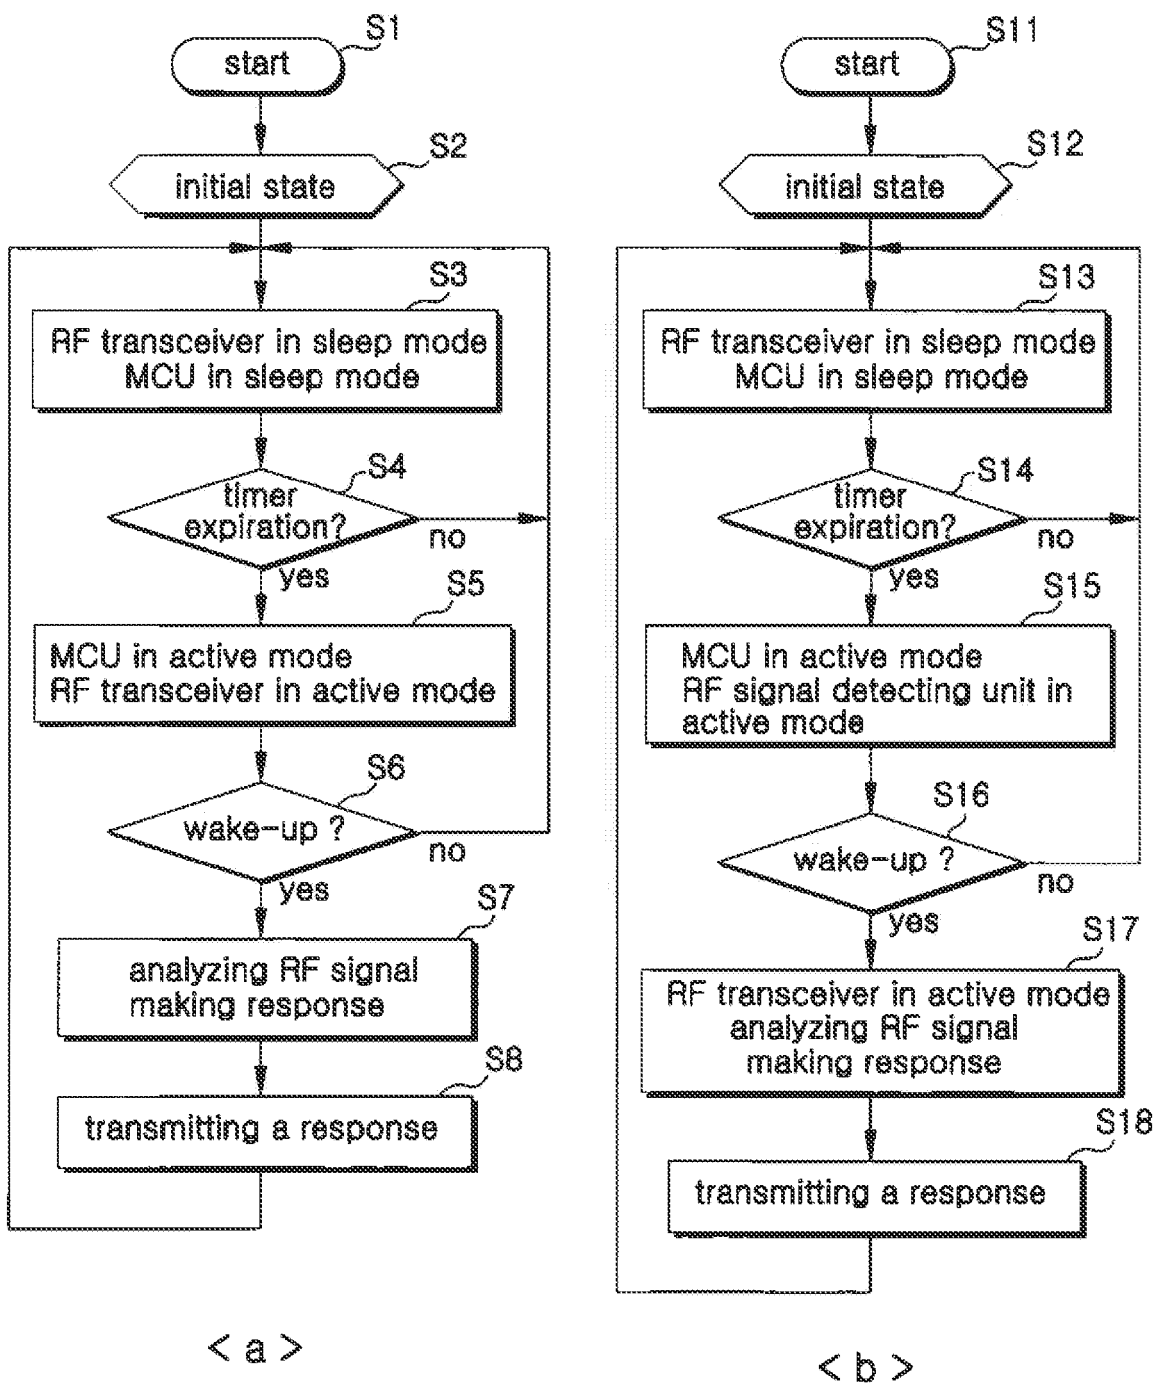 S1
start
S2
initial state
S3
RF transceiver in sleep mode
MCU in sleep mode
S4
timer
expiration?
no
yes
S5
MCU in active mode
RF transceiver in active mode
S6
wake-up ?
no
yes
S7
analyzing RF signal
making response
S8
transmitting a response
< a >
S11
start
S12
initial state
S13
RF transceiver in sleep mode
MCU in sleep mode
S14
timer
expiration?
no
yes
S15
MCU in active mode
RF signal detecting unit in
active mode
S16
wake-up ?
no
yes
S17
RF transceiver in active mode
analyzing RF signal
making response
S18
transmitting a response
< b >